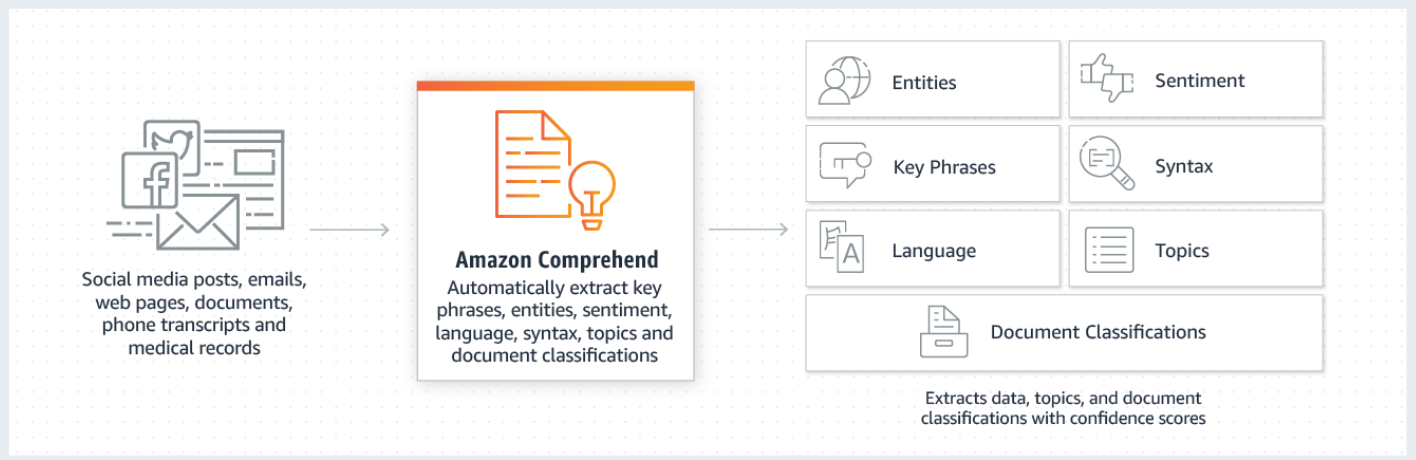 Social media posts, emails,
web pages, documents,
phone transcripts and
medical records
Amazon Comprehend
Automatically extract key
phrases, entities, sentiment,
language, syntax, topics and
document classifications
Entities
Sentiment
Key Phrases
Syntax
Language
Topics
Document Classifications
Extracts data, topics, and document
classifications with confidence scores